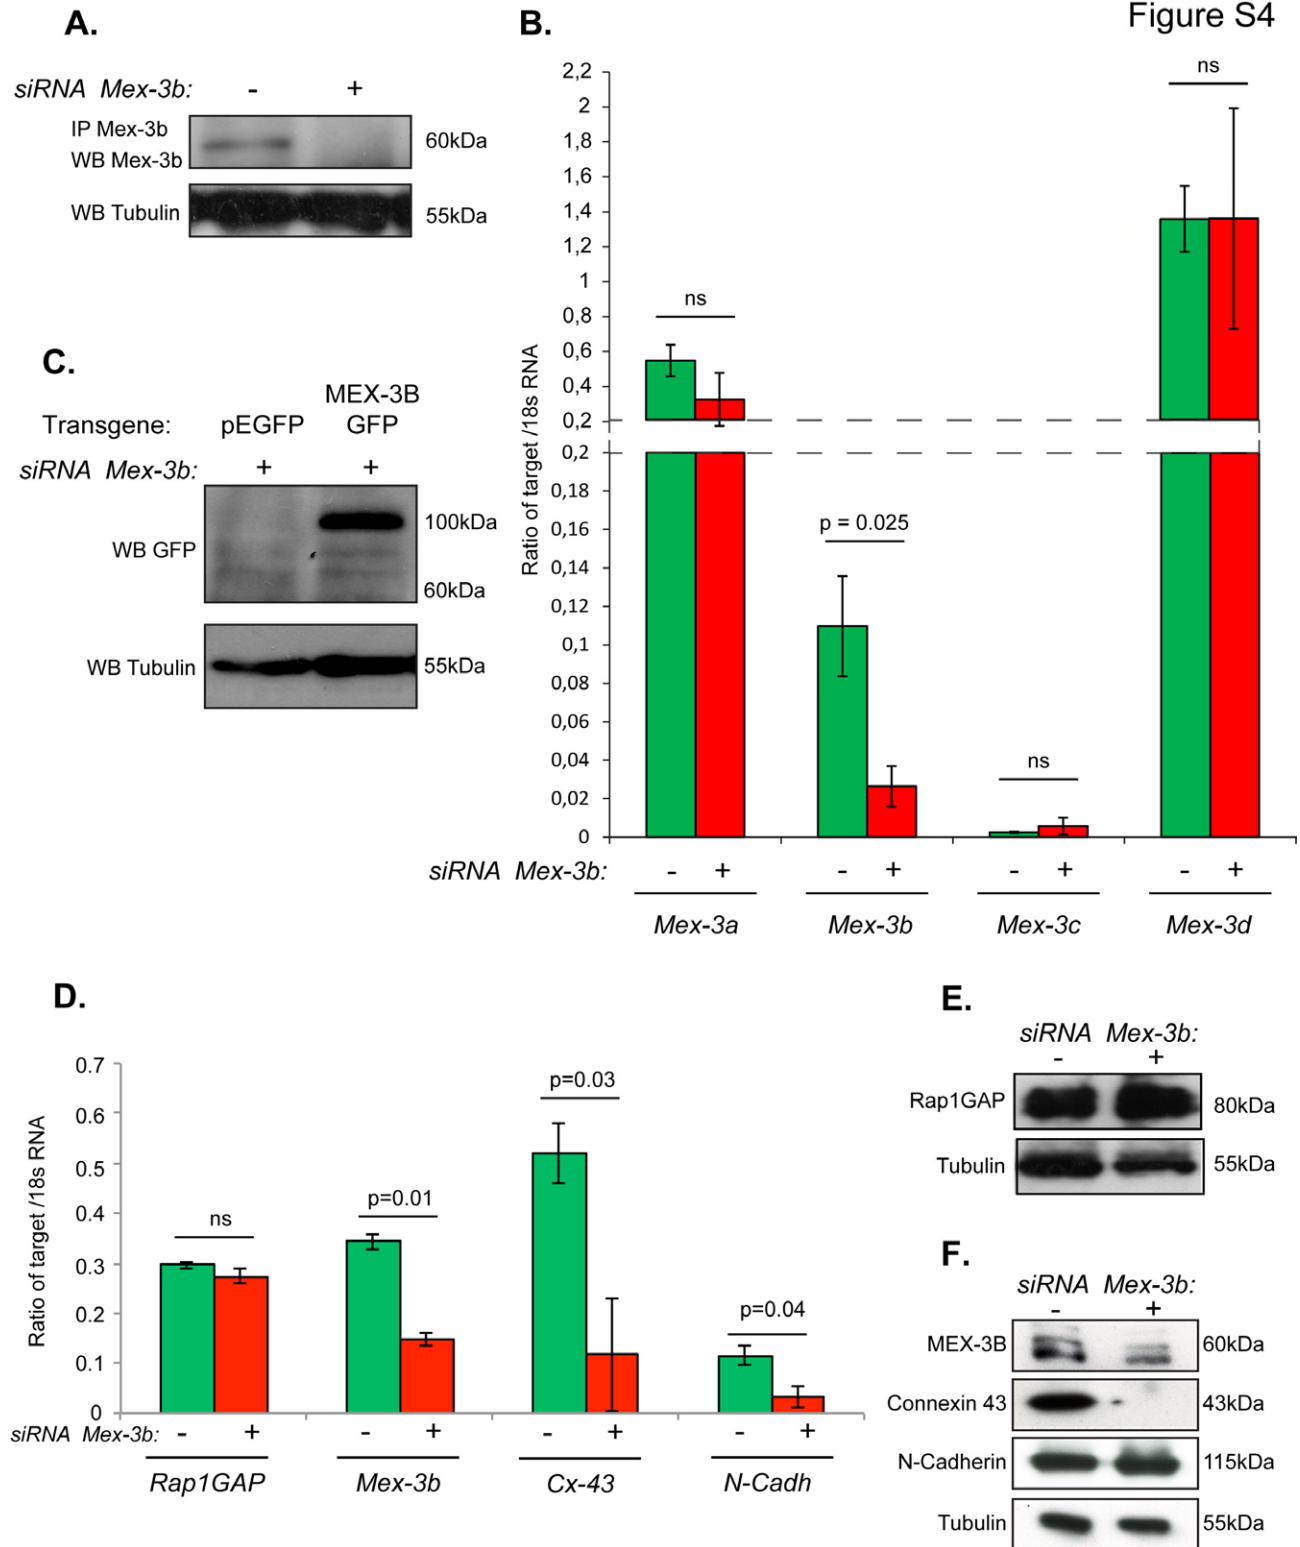 Figure S4
A.
siRNA Mex-3b: - +
IP Mex-3b
WB Mex-3b
60kDa
WB Tubulin 55kDa
B.
Ratio of target /18s RNA
2,2
2
1,8
1,6
1,4
1,2
1
0,8
0,6
0,4
0,2
0,2
0,18
0,16
0,14
0,12
0,1
0,08
0,06
0,04
0,02
0
ns
p = 0.025
ns
ns
siRNA Mex-3b: - + - + - + - +
Mex-3a Mex-3b Mex-3c Mex-3d
C.
Transgene: pEGFP MEX-3B GFP
siRNA Mex-3b: + +
WB GFP
100kDa
60kDa
WB Tubulin 55kDa
D.
Ratio of target /18s RNA
0.7
0.6
0.5
0.4
0.3
0.2
0.1
0
ns
p=0.01
p=0.03
p=0.04
siRNA Mex-3b: - + - + - + - +
Rap1GAP Mex-3b Cx-43 N-Cadh
E.
siRNA Mex-3b:
- +
Rap1GAP 80kDa
Tubulin 55kDa
F.
siRNA Mex-3b:
- +
MEX-3B 60kDa
Connexin 43 43kDa
N-Cadherin 115kDa
Tubulin 55kDa